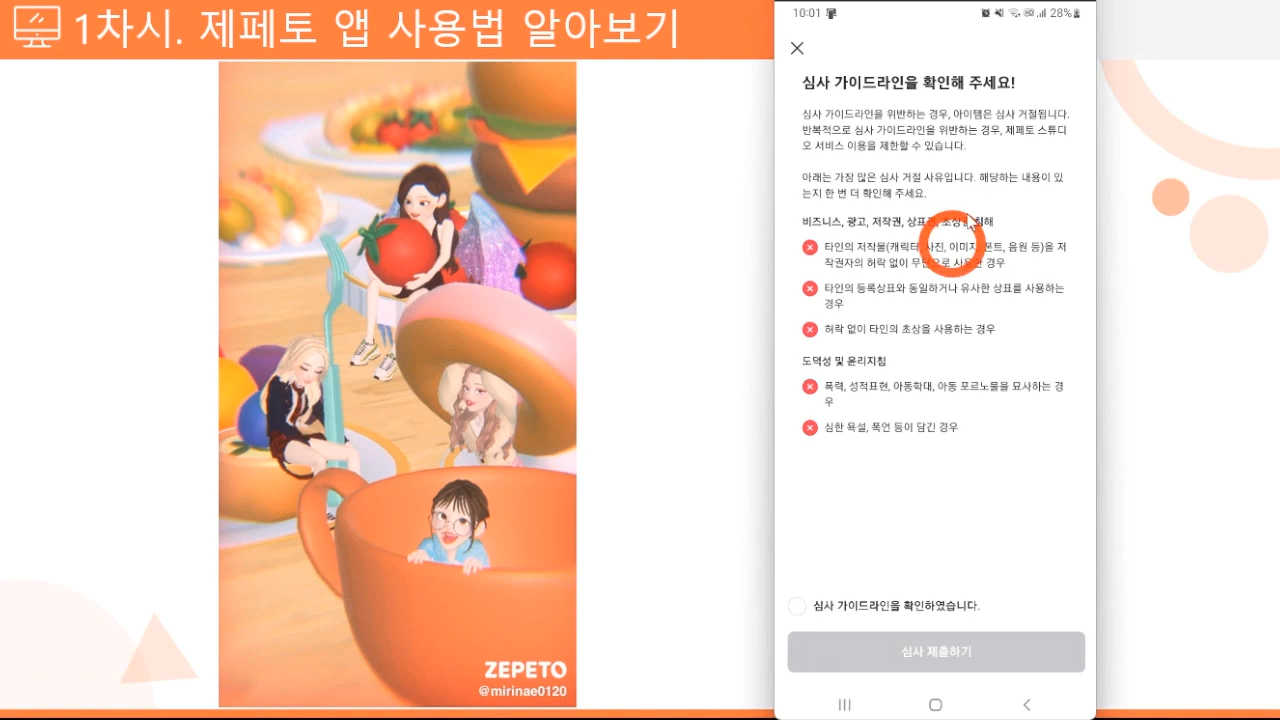 1차시. 제페토 앱 사용법 알아보기
ZEPETO
@mirinae0120
10:01
28%
심사 가이드라인을 확인해 주세요!
심사 가이드라인을 위반하는 경우, 아이템은 심사 거절됩니다.
반복적으로 심사 가이드라인을 위반하는 경우, 제페토 스튜디
오 서비스 이용을 제한할 수 있습니다.
아래는 가장 많은 심사 거절 사유입니다. 해당하는 내용이 있
는지 한 번 더 확인해 주세요.
비즈니스, 광고, 저작권, 상표권, 초상권 침해
타인의 저작물(캐릭터, 사진, 이미지, 폰트, 음원 등)을 저
작권자의 허락 없이 무단으로 사용한 경우
타인의 등록상표와 동일하거나 유사한 상표를 사용하는
경우
허락 없이 타인의 초상을 사용하는 경우
도덕성 및 윤리지침
폭력, 성적표현, 아동학대, 아동 포르노물을 묘사하는 경
우
심한 욕설, 폭언 등이 담긴 경우
심사 가이드라인을 확인하였습니다.
심사 제출하기